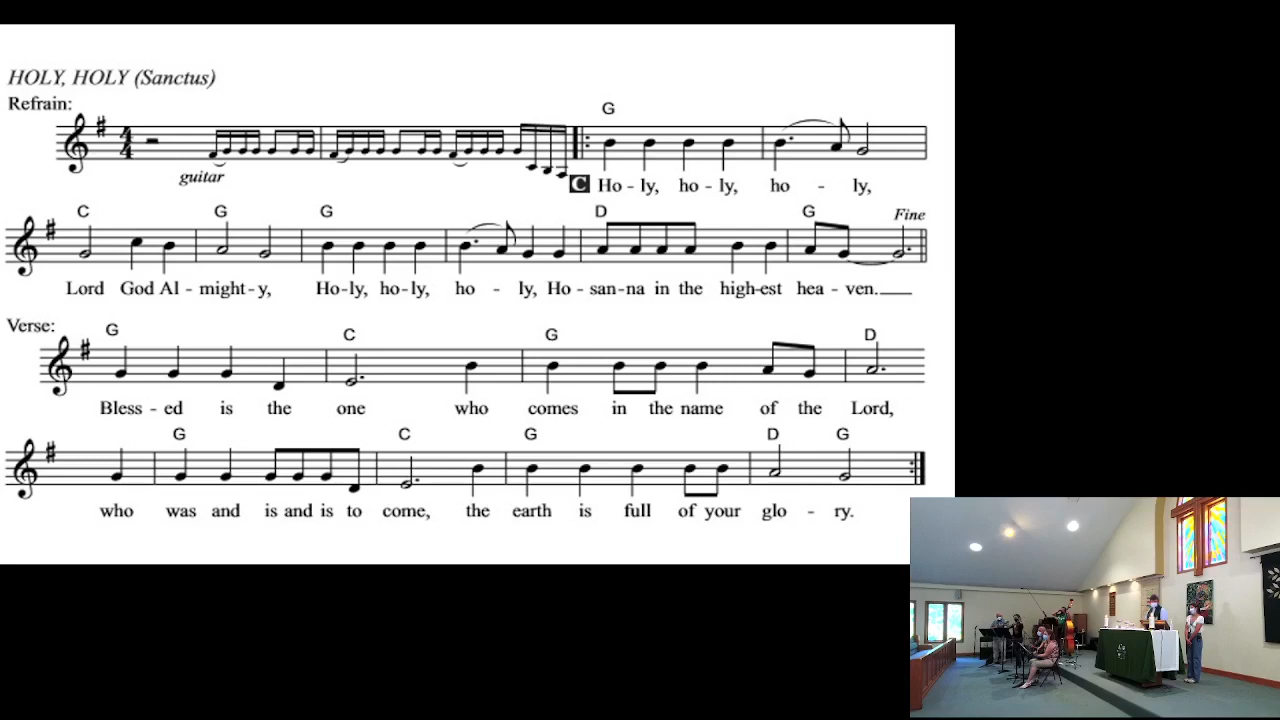 HOLY, HOLY (Sanctus)
Refrain:
G
guitar
C Ho - ly, ho - ly, ho - ly,
C G G D G Fine
Lord God Al - might - y, Ho - ly, ho - ly, ho - ly, Ho - san - na in the high - est hea - ven.
Verse:
G C G D
Bless - ed is the one who comes in the name of the Lord,
G C G D G
who was and is and is to come, the earth is full of your glo - ry.